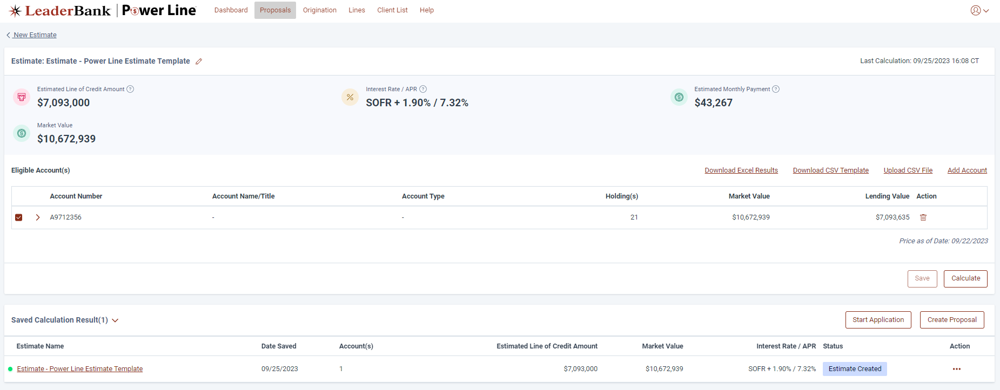 LeaderBank | Power Line
Dashboard Proposals Origination Lines Client List Help
New Estimate
Estimate: Estimate - Power Line Estimate Template
Last Calculation: 09/25/2023 16:08 CT
Estimated Line of Credit Amount ?
$7,093,000
Interest Rate / APR ?
SOFR + 1.90% / 7.32%
Estimated Monthly Payment ?
$43,267
Market Value
$10,672,939
Eligible Account(s)
Download Excel Results Download CSV Template Upload CSV File Add Account
Account Number Account Name/Title Account Type Holding(s) Market Value Lending Value Action
A9712356 - - 21 $10,672,939 $7,093,635
Price as of Date: 09/22/2023
Save Calculate
Saved Calculation Result(1)
Start Application Create Proposal
Estimate Name Date Saved Account(s) Estimated Line of Credit Amount Market Value Interest Rate / APR Status Action
Estimate - Power Line Estimate Template 09/25/2023 1 $7,093,000 $10,672,939 SOFR + 1.90% / 7.32% Estimate Created